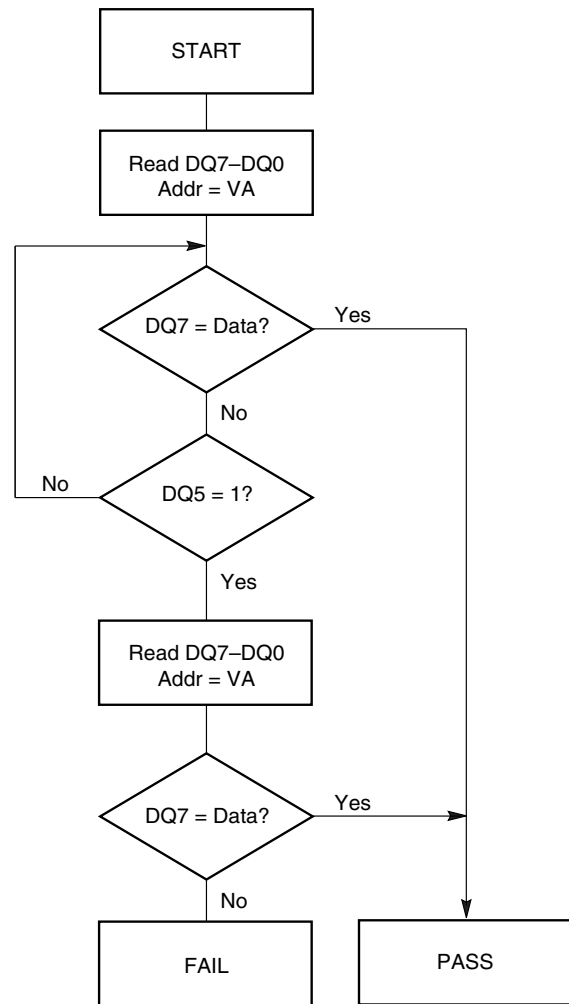 START
Read DQ7–DQ0
Addr = VA
DQ7 = Data?
Yes
No
No
DQ5 = 1?
Yes
Read DQ7–DQ0
Addr = VA
DQ7 = Data?
Yes
No
FAIL
PASS